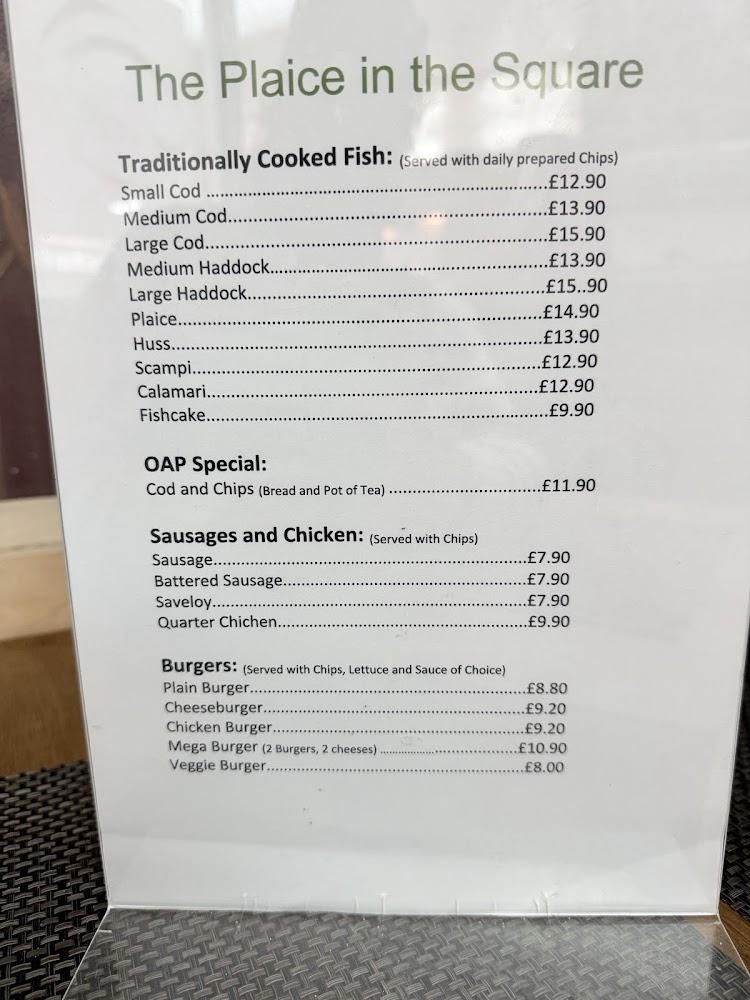 The Plaice in the Square
Traditionally Cooked Fish: (Served with daily prepared Chips)
Small Cod ..............................................................£12.90
Medium Cod..........................................................£13.90
Large Cod..............................................................£15.90
Medium Haddock...................................................£13.90
Large Haddock.......................................................£15..90
Plaice......................................................................£14.90
Huss........................................................................£13.90
Scampi....................................................................£12.90
Calamari.................................................................£12.90
Fishcake..................................................................£9.90
OAP Special:
Cod and Chips (Bread and Pot of Tea) ..............................£11.90
Sausages and Chicken: (Served with Chips)
Sausage..................................................................£7.90
Battered Sausage....................................................£7.90
Saveloy...................................................................£7.90
Quarter Chichen.....................................................£9.90
Burgers: (Served with Chips, Lettuce and Sauce of Choice)
Plain Burger............................................................£8.80
Cheeseburger.........................................................£9.20
Chicken Burger.......................................................£9.20
Mega Burger (2 Burgers, 2 cheeses) ..................................£10.90
Veggie Burger.........................................................£8.00